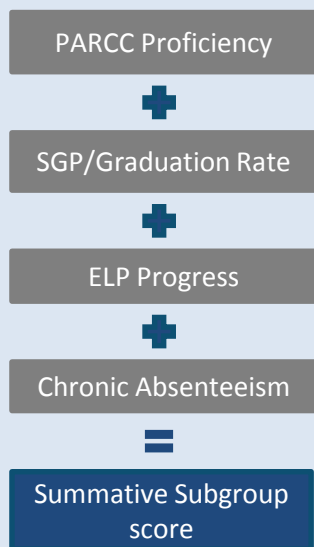 PARCC Proficiency
+
SGP/Graduation Rate
+
ELP Progress
+
Chronic Absenteeism
=
Summative Subgroup
score